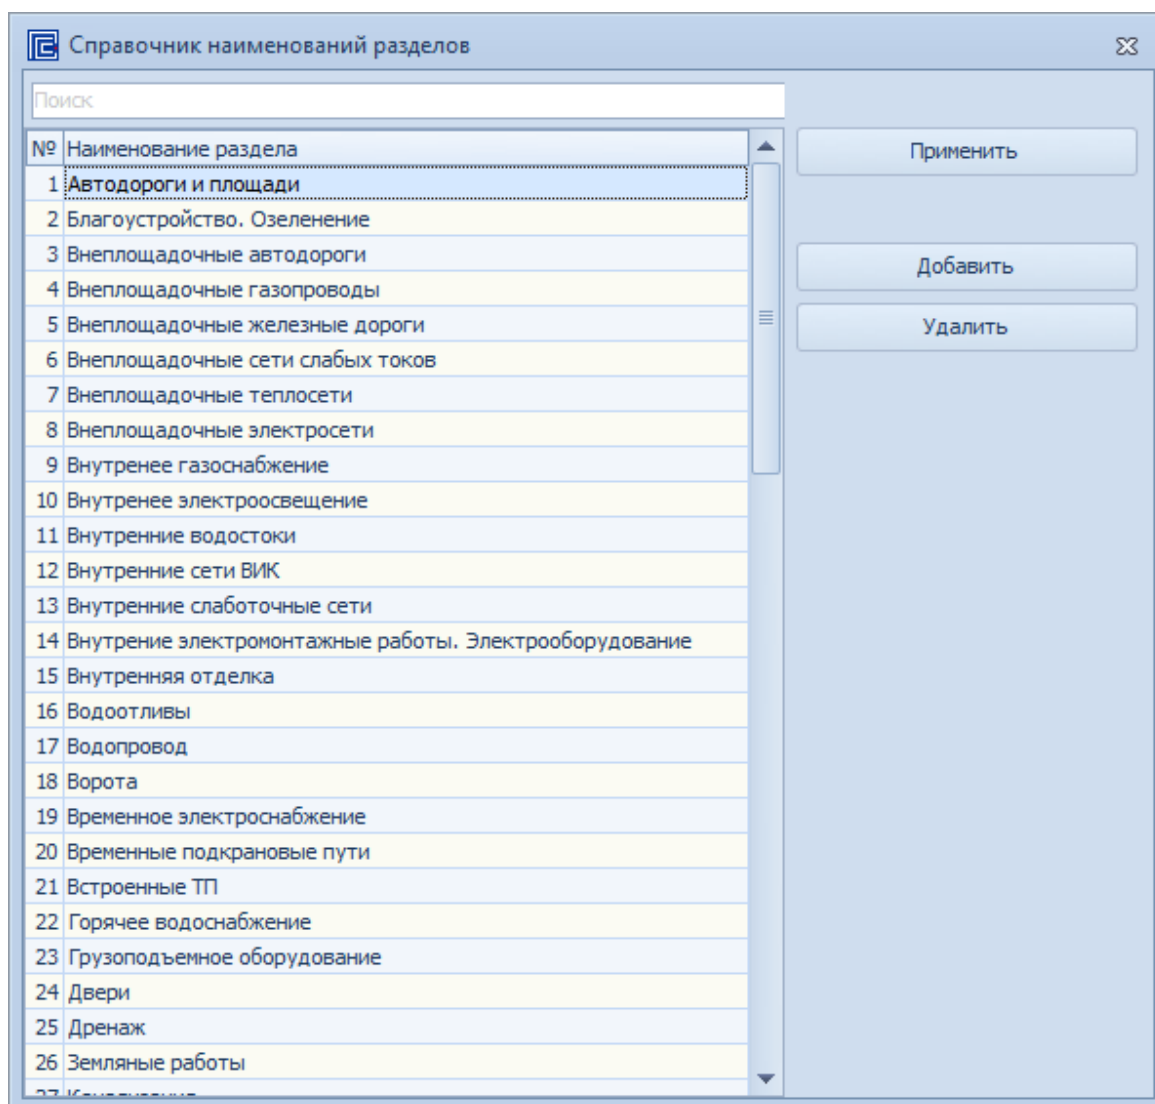 Справочник наименований разделов
Поиск
№ Наименование раздела
Применить
1 Автодороги и площади
2 Благоустройство. Озеленение
3 Внеплощадочные автодороги
Добавить
4 Внеплощадочные газопроводы
5 Внеплощадочные железные дороги
Удалить
6 Внеплощадочные сети слабых токов
7 Внеплощадочные теплосети
8 Внеплощадочные электросети
9 Внутренее газоснабжение
10 Внутренее электроосвещение
11 Внутренние водостоки
12 Внутренние сети ВИК
13 Внутренние слаботочные сети
14 Внутрение электромонтажные работы. Электрооборудование
15 Внутренняя отделка
16 Водоотливы
17 Водопровод
18 Ворота
19 Временное электроснабжение
20 Временные подкрановые пути
21 Встроенные ТП
22 Горячее водоснабжение
23 Грузоподъемное оборудование
24 Двери
25 Дренаж
26 Земляные работы